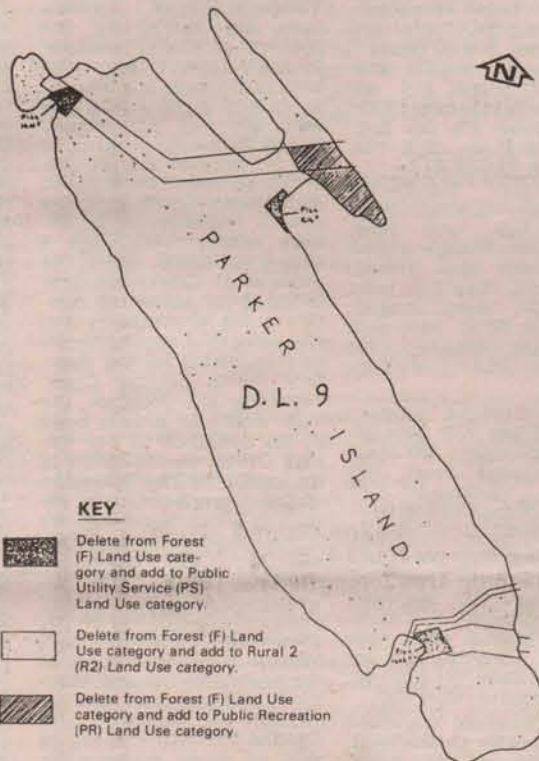 N
PARKER
ISLAND
D.L. 9
KEY
Delete from Forest
(F) Land Use cate-
gory and add to Public
Utility Service (PS)
Land Use category.
Delete from Forest (F) Land
Use category and add to Rural 2
(R2) Land Use category.
Delete from Forest (F) Land Use
category and add to Public Recreation
(PR) Land Use category.